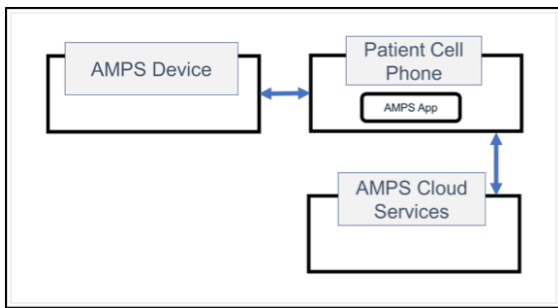 AMPS Device
Patient Cell
Phone
AMPS App
AMPS Cloud
Services